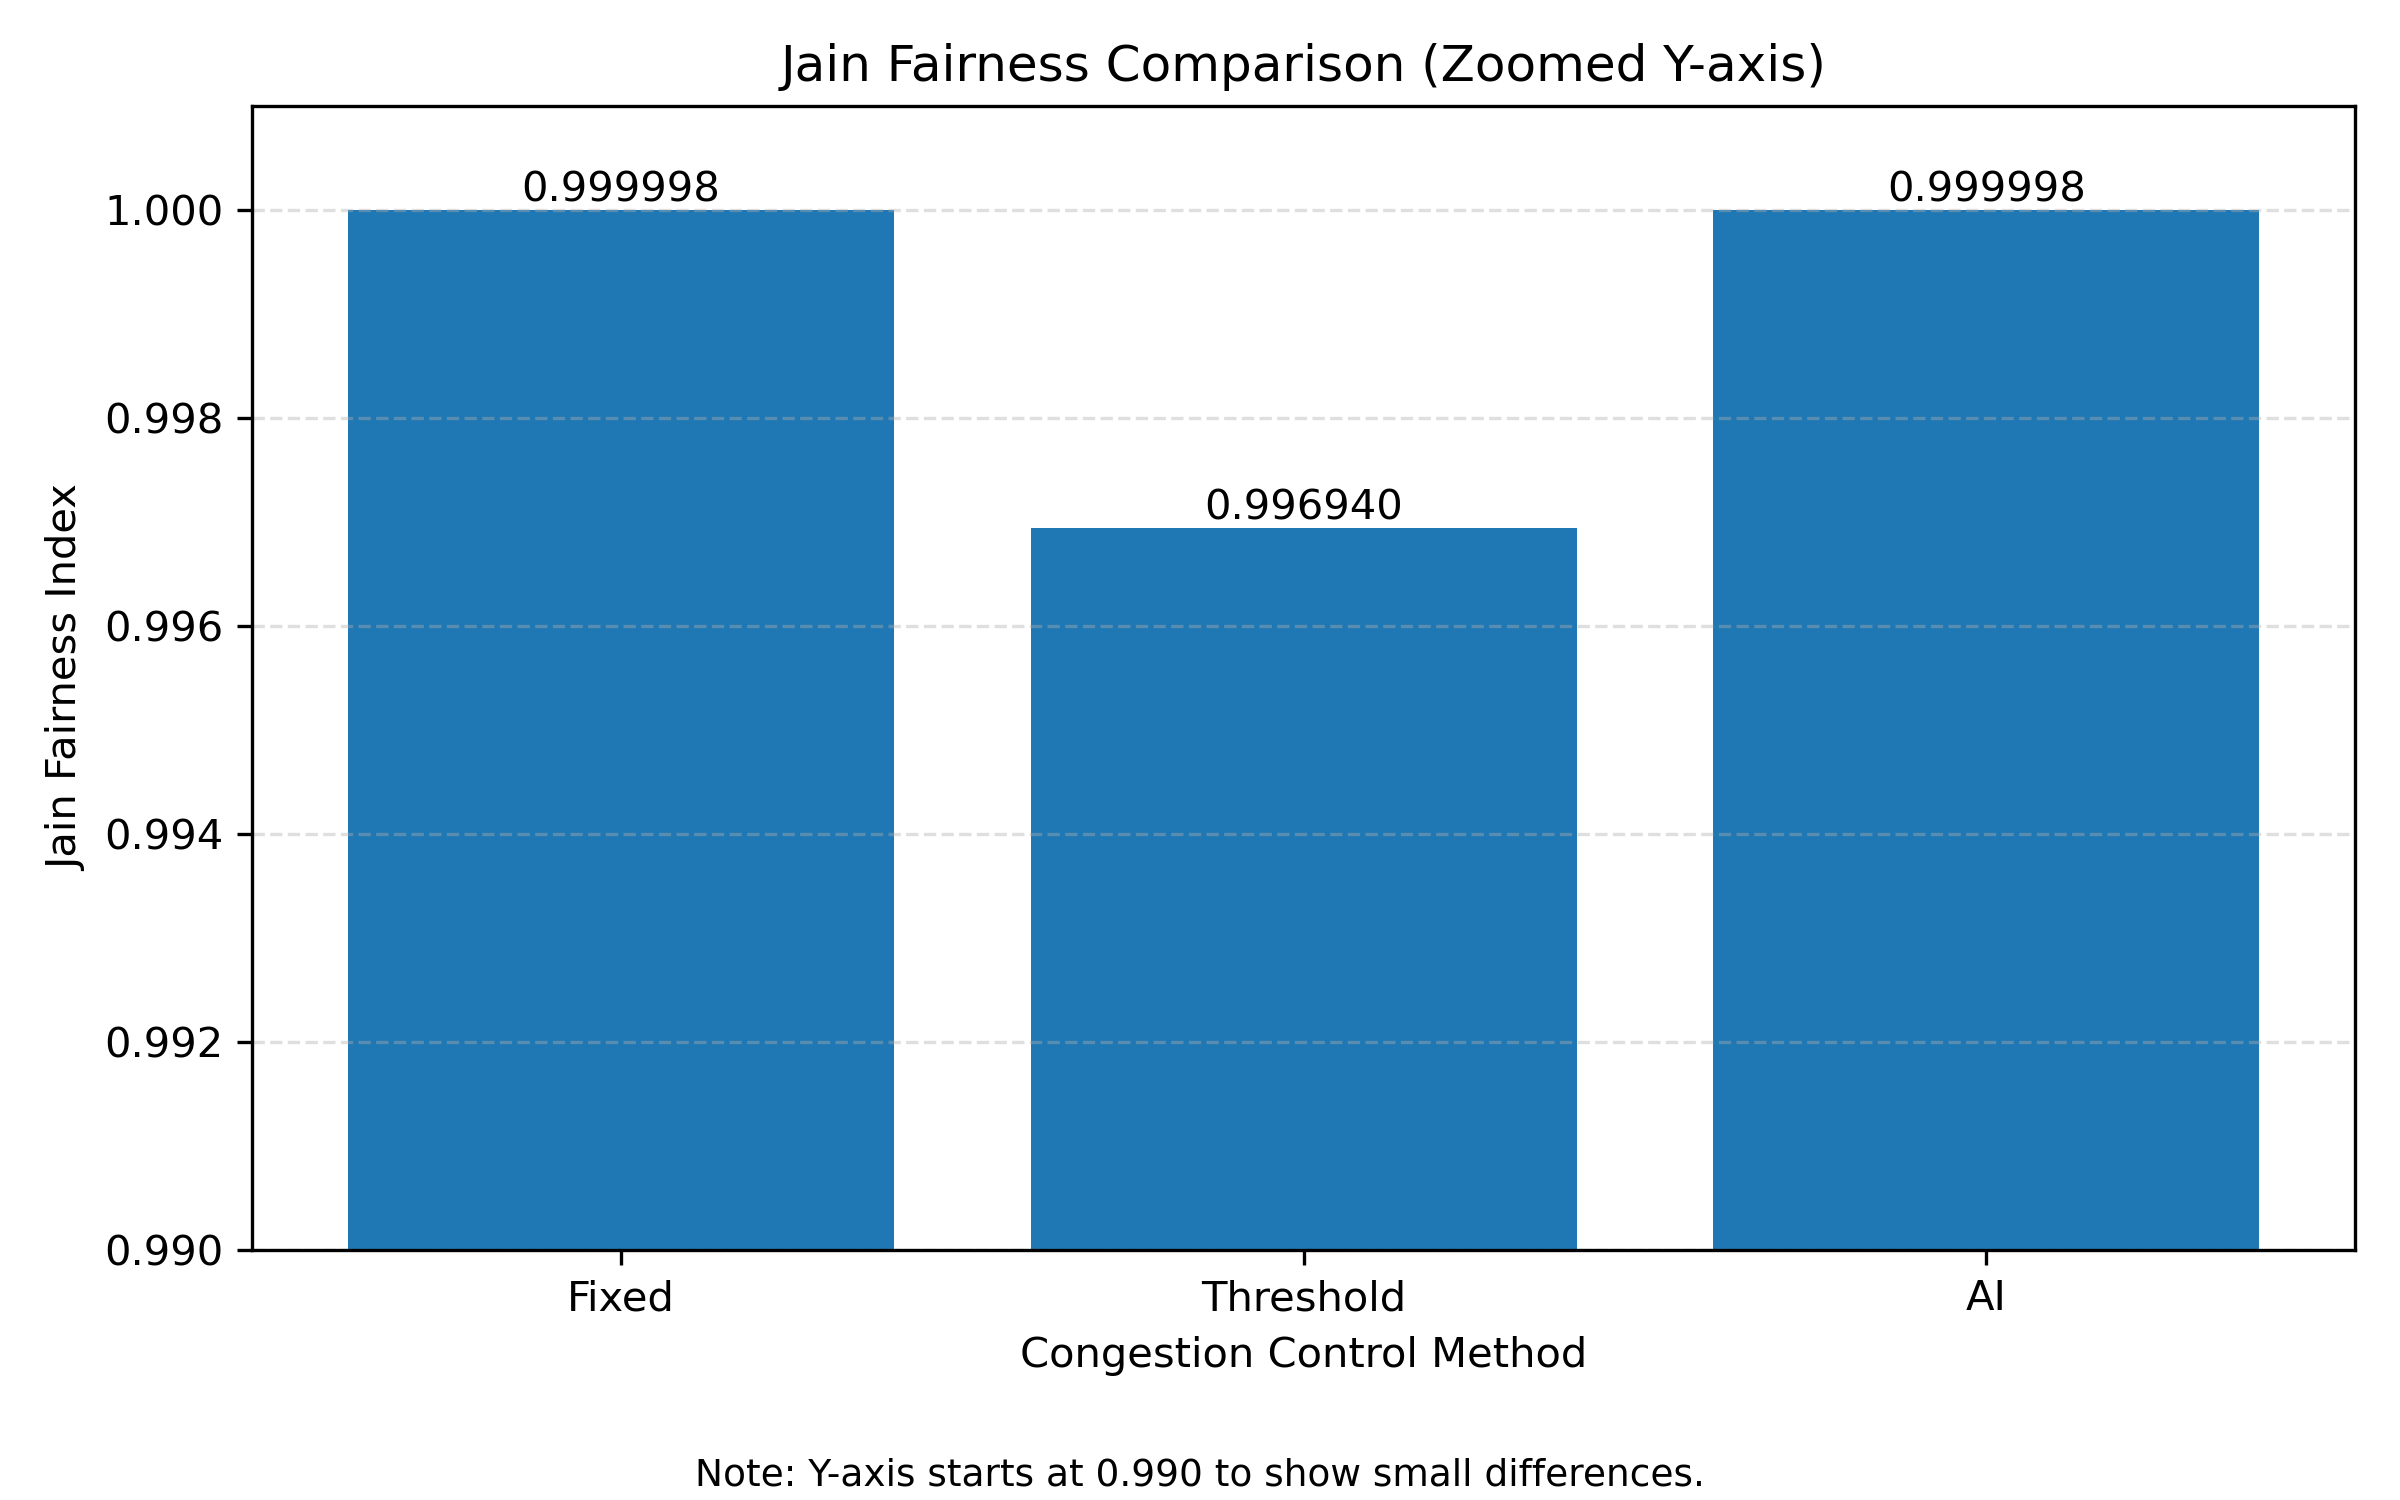 Jain Fairness Comparison (Zoomed Y-axis)
Jain Fairness Index
1.000
0.998
0.996
0.994
0.992
0.990
0.999998
0.996940
0.999998
Fixed
Threshold
AI
Congestion Control Method
Note: Y-axis starts at 0.990 to show small differences.